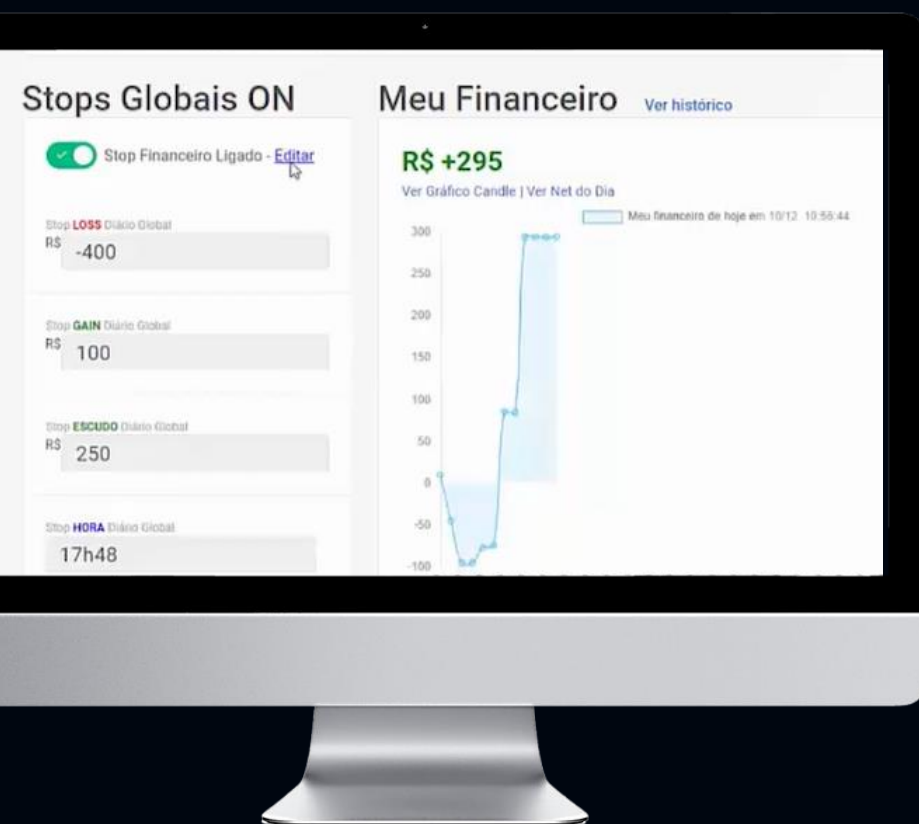 Stops Globais ON
Stop Financeiro Ligado - Editar
Stop LOSS Diário Global
R$ -400
Stop GAIN Diário Global
R$ 100
Stop ESCUDO Diário Global
R$ 250
Stop HORA Diário Global
17h48
Meu Financeiro Ver histórico
R$ +295
Ver Gráfico Candle | Ver Net do Dia
Meu financeiro de hoje em 10/12 10:56:44
300
250
200
150
100
50
0
-50
-100